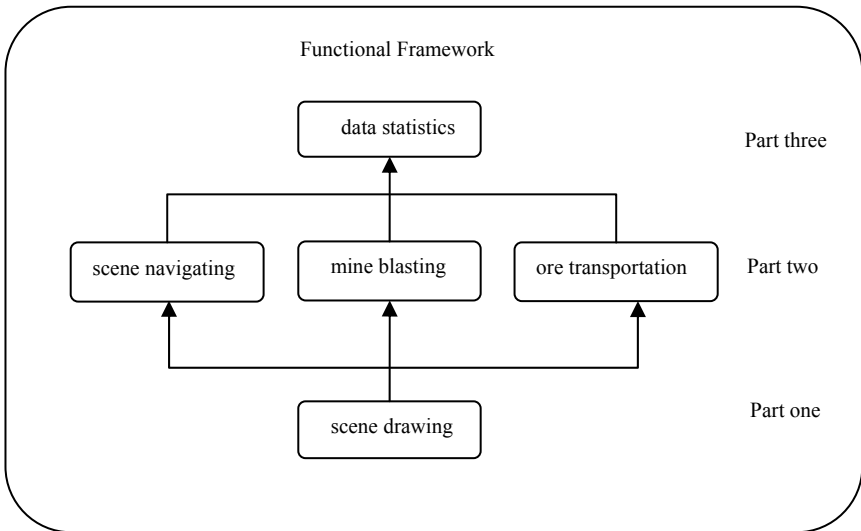 Functional Framework
data statistics
Part three
scene navigating
mine blasting
ore transportation
Part two
scene drawing
Part one